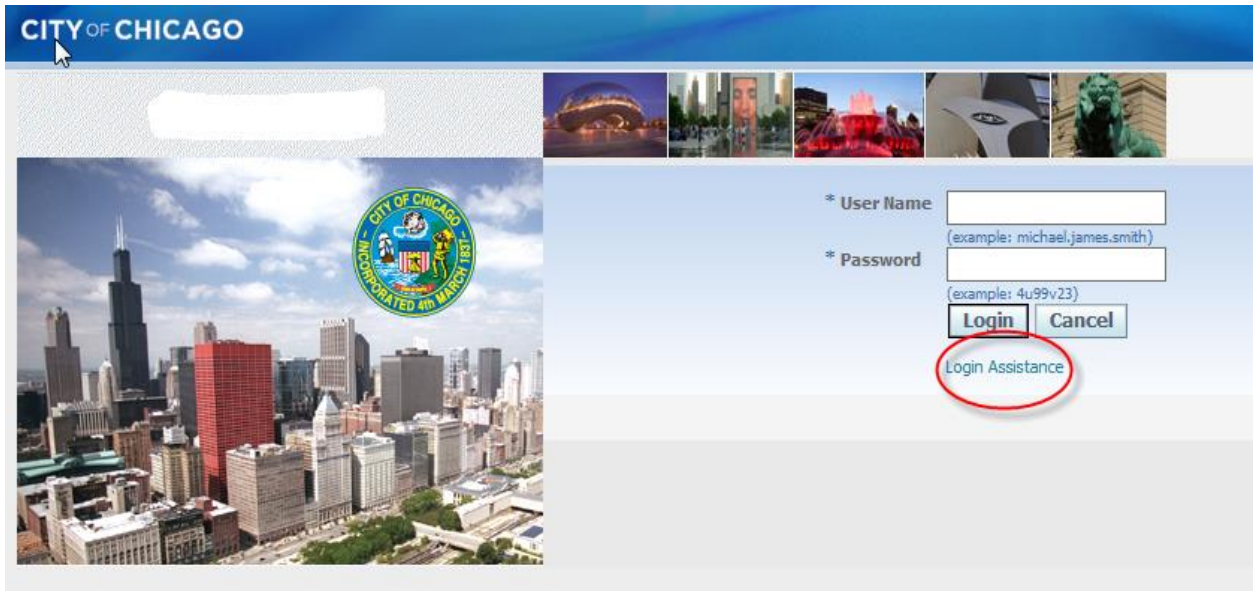 CITY OF CHICAGO
CITY OF CHICAGO
INCORPORATED 4th MARCH 1837
* User Name
(example: michael.james.smith)
* Password
(example: 4u99v23)
Login Cancel
Login Assistance